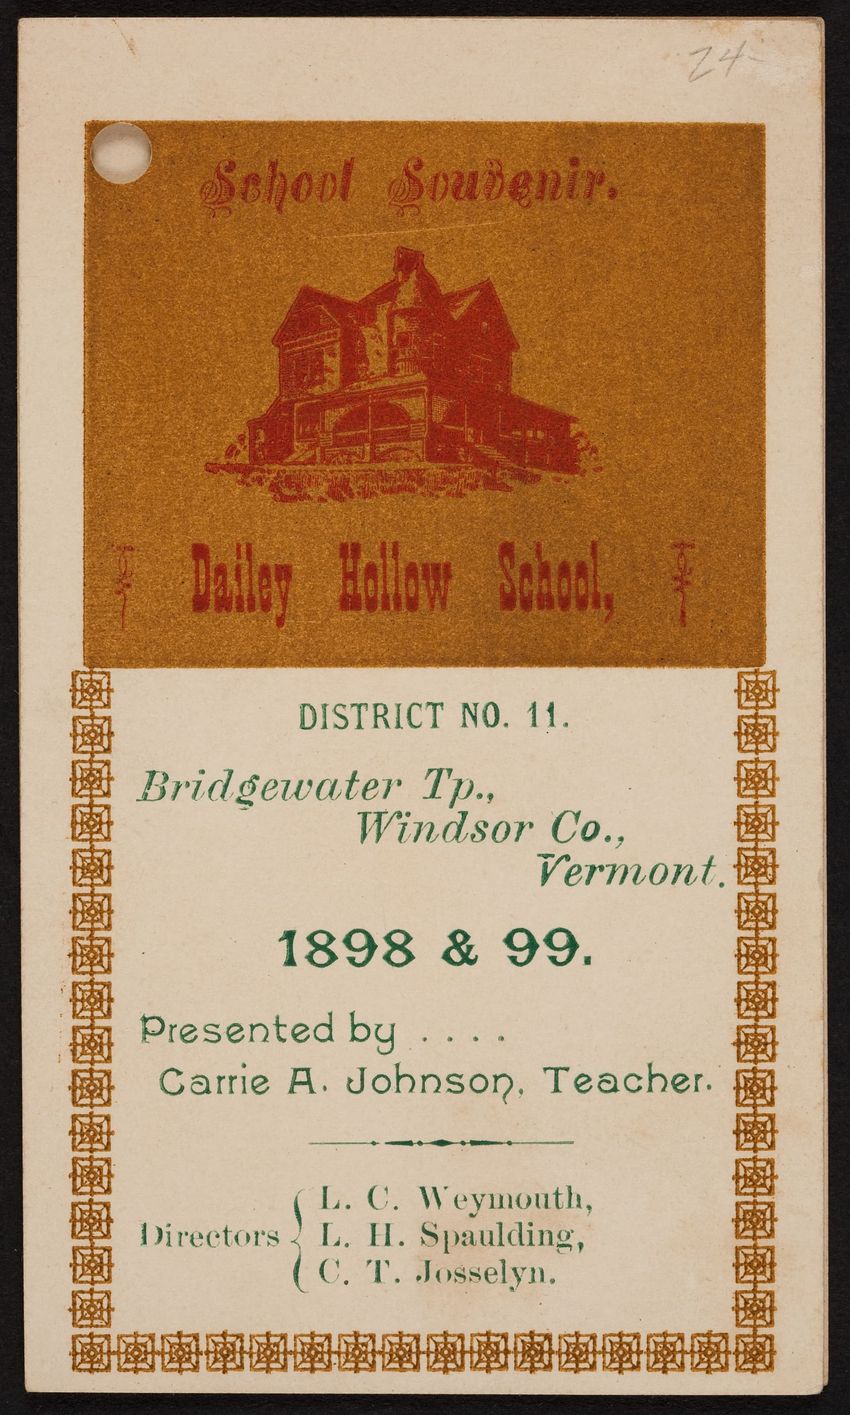 24-
School Souvenir.
Dailey Hollow School,
DISTRICT NO. 11.
Bridgewater Tp.,
Windsor Co.,
Vermont.
1898 & 99.
Presented by . . . .
Carrie A. Johnson, Teacher.
Directors { L. C. Weymouth,
L. H. Spaulding,
C. T. Josselyn.